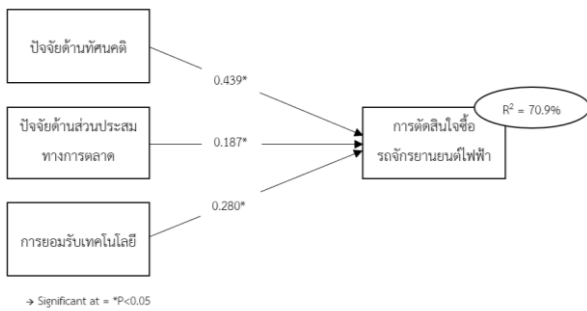 ปัจจัยด้านทัศนคติ
0.439*
R² = 70.9%
ปัจจัยด้านส่วนประสม
ทางการตลาด
0.187*
การตัดสินใจซื้อ
รถจักรยานยนต์ไฟฟ้า
0.280*
การยอมรับเทคโนโลยี
→ Significant at = *P<0.05